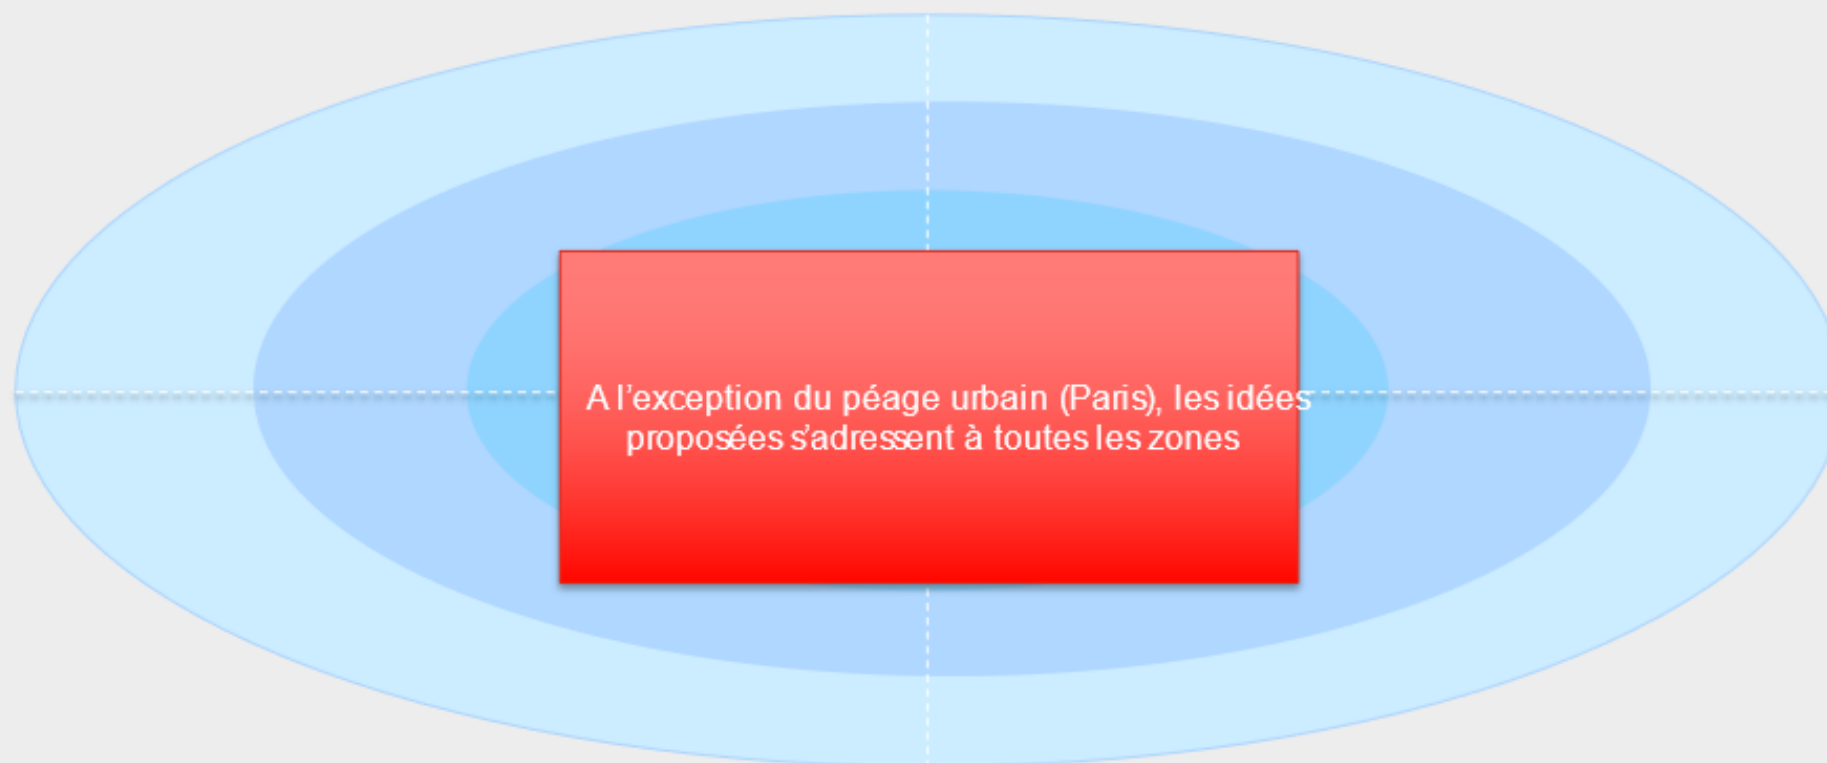 A l’exception du péage urbain (Paris), les idées
proposées s’adressent à toutes les zones